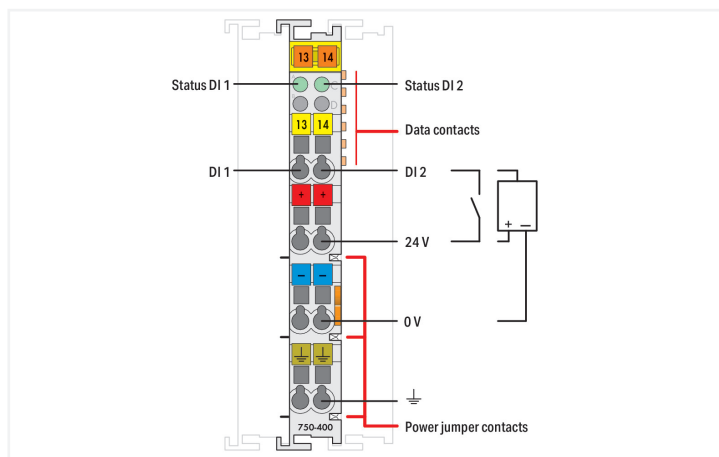 13 14
Status DI 1
Status DI 2
C
D
Data contacts
13 14
DI 1
DI 2
+ +
+ –
24 V
– –
0 V
750-400
Power jumper contacts